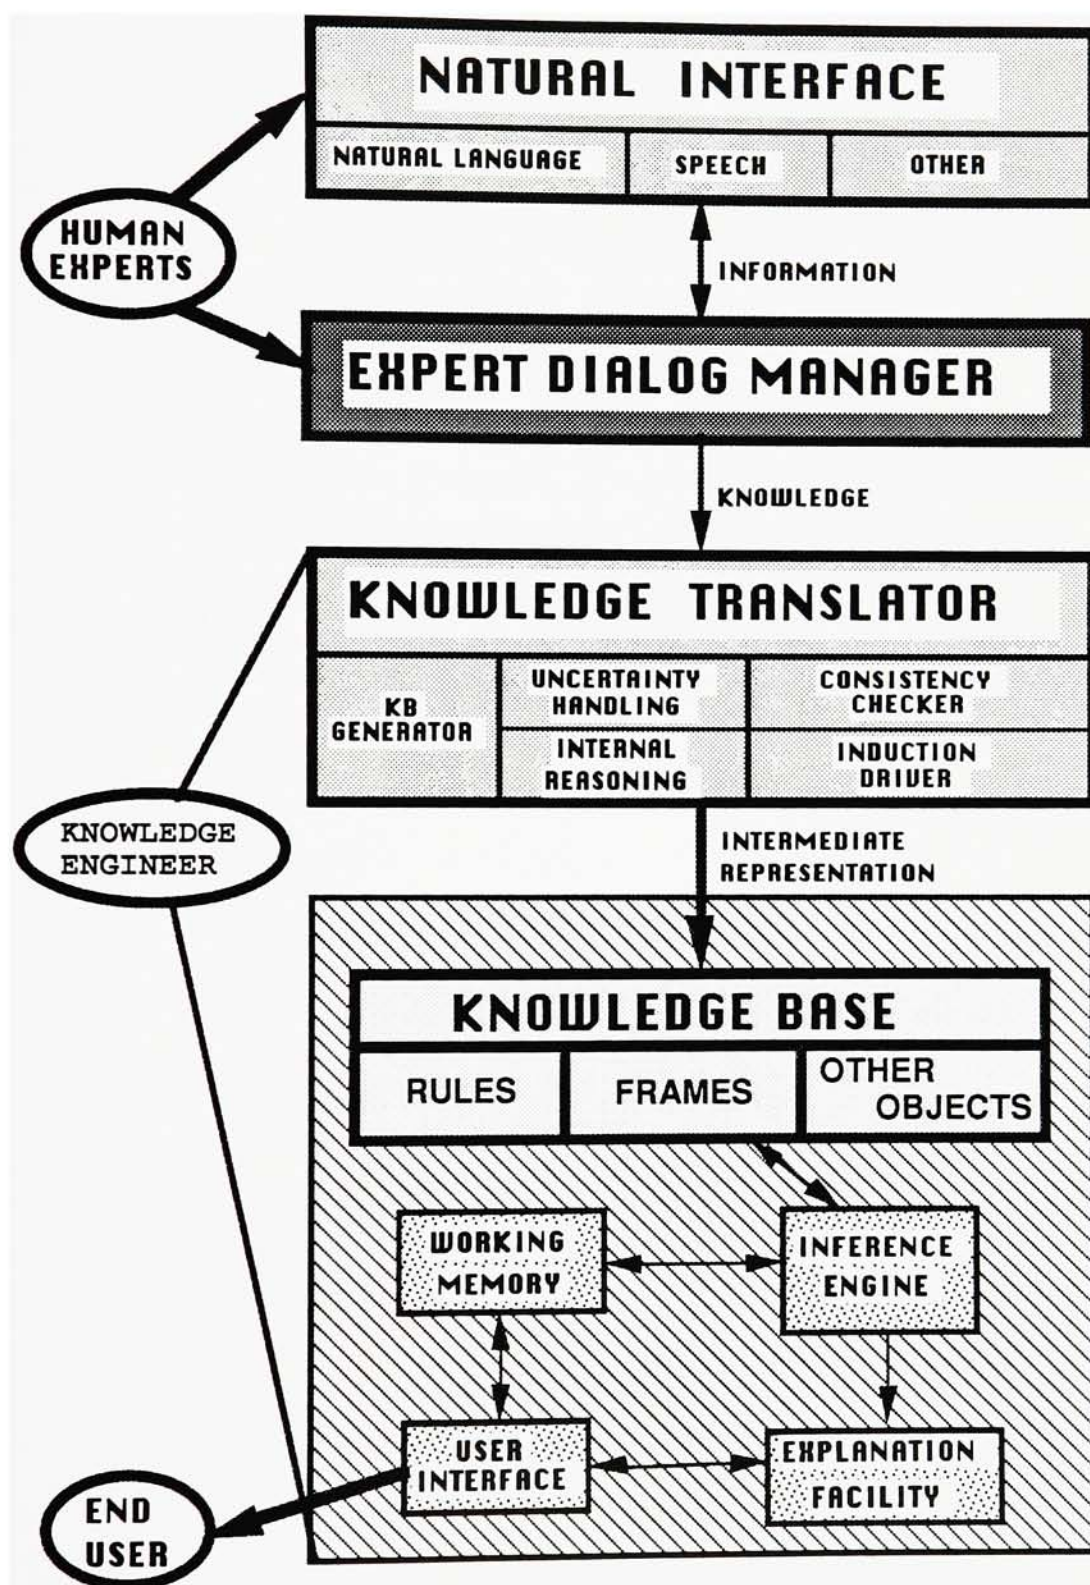 NATURAL INTERFACE
NATURAL LANGUAGE
SPEECH
OTHER
HUMAN
EXPERTS
INFORMATION
EXPERT DIALOG MANAGER
KNOWLEDGE
KNOWLEDGE TRANSLATOR
KB
GENERATOR
UNCERTAINTY
HANDLING
CONSISTENCY
CHECKER
INTERNAL
REASONING
INDUCTION
DRIVER
KNOWLEDGE
ENGINEER
INTERMEDIATE
REPRESENTATION
KNOWLEDGE BASE
RULES
FRAMES
OTHER
OBJECTS
WORKING
MEMORY
INFERENCE
ENGINE
USER
INTERFACE
EXPLANATION
FACILITY
END
USER